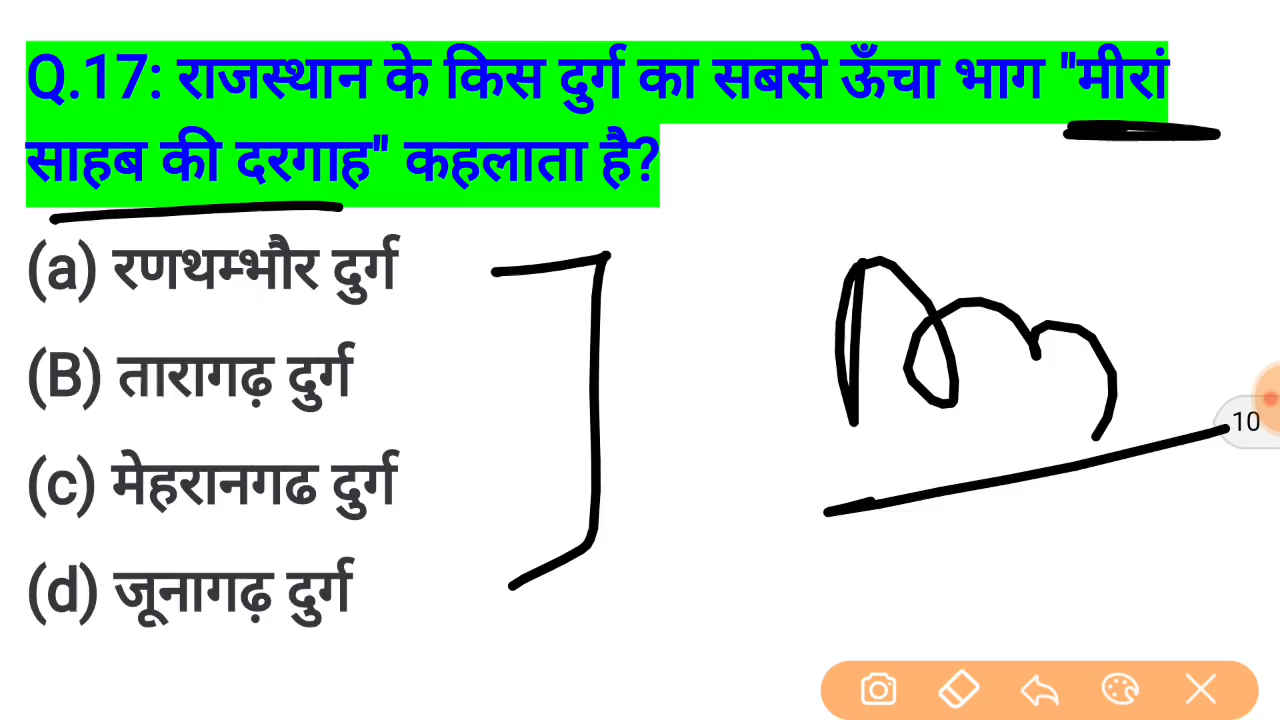 Q.17: राजस्थान के किस दुर्ग का सबसे ऊँचा भाग "मीरां
साहब की दरगाह" कहलाता है?
(a) रणथम्भौर दुर्ग
(B) तारागढ़ दुर्ग
(c) मेहरानगढ दुर्ग
(d) जूनागढ़ दुर्ग
10